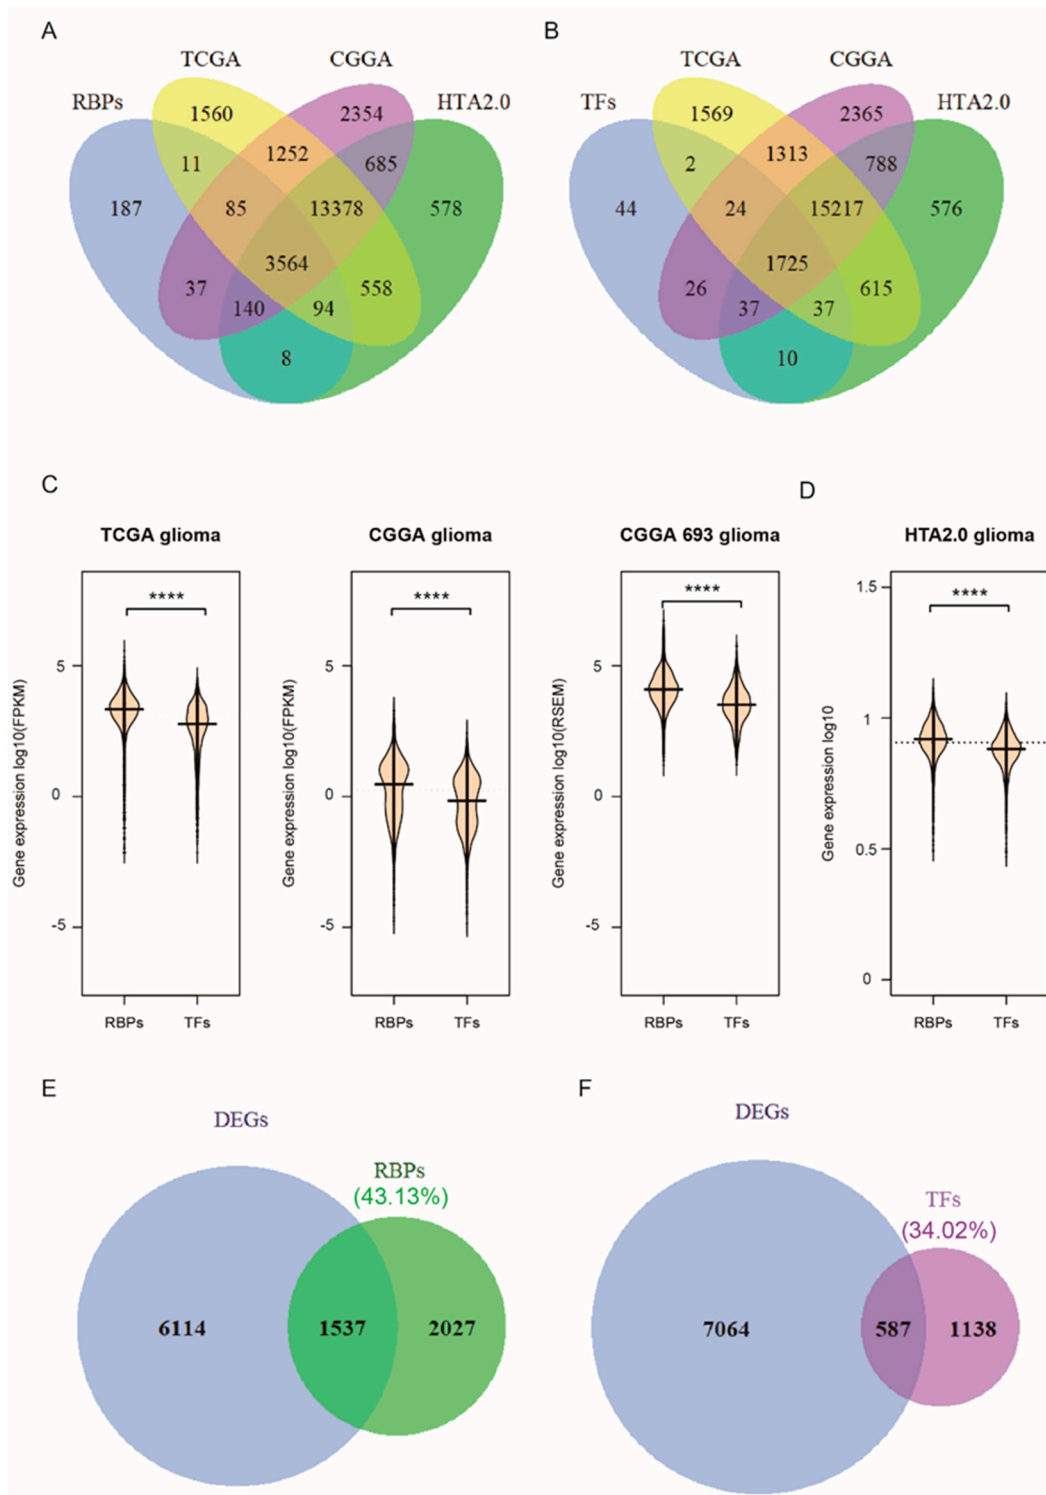 A
B
TCGA
CGGA
RBPs
HTA2.0
1560
2354
11
1252
685
187
85
13378
578
3564
37
140
94
558
8
TCGA
CGGA
TFs
HTA2.0
1569
2365
2
1313
788
44
24
15217
576
1725
26
37
37
615
10
C
D
TCGA glioma
Gene expression log10(FPKM)
5
0
-5
****
RBPs
TFs
CGGA glioma
Gene expression log10(FPKM)
5
0
-5
****
RBPs
TFs
CGGA 693 glioma
Gene expression log10(RSEM)
5
0
-5
****
RBPs
TFs
HTA2.0 glioma
Gene expression log10
1.5
1
0.5
0
****
RBPs
TFs
E
DEGs
RBPs
(43.13%)
6114
1537
2027
F
DEGs
TFs
(34.02%)
7064
587
1138